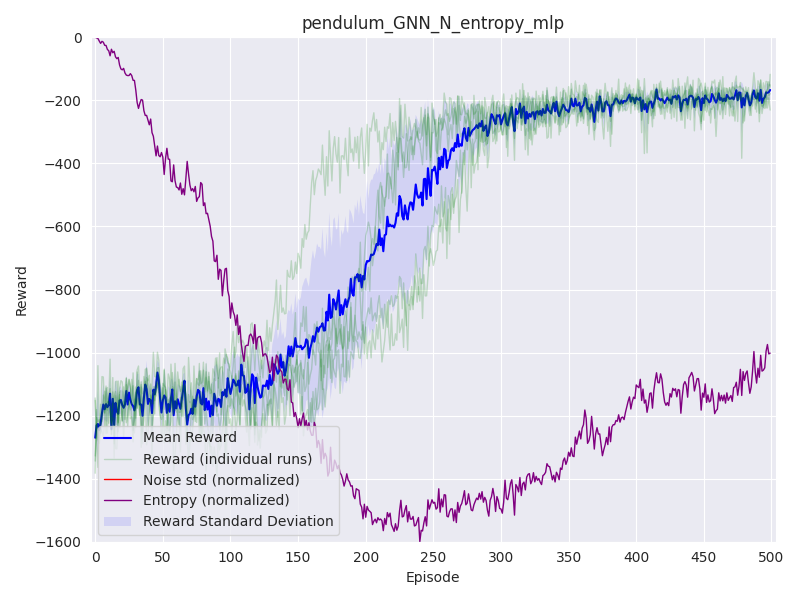 pendulum_GNN_N_entropy_mlp
Reward
0
−200
−400
−600
−800
−1000
−1200
−1400
−1600
Mean Reward
Reward (individual runs)
Noise std (normalized)
Entropy (normalized)
Reward Standard Deviation
0 50 100 150 200 250 300 350 400 450 500
Episode